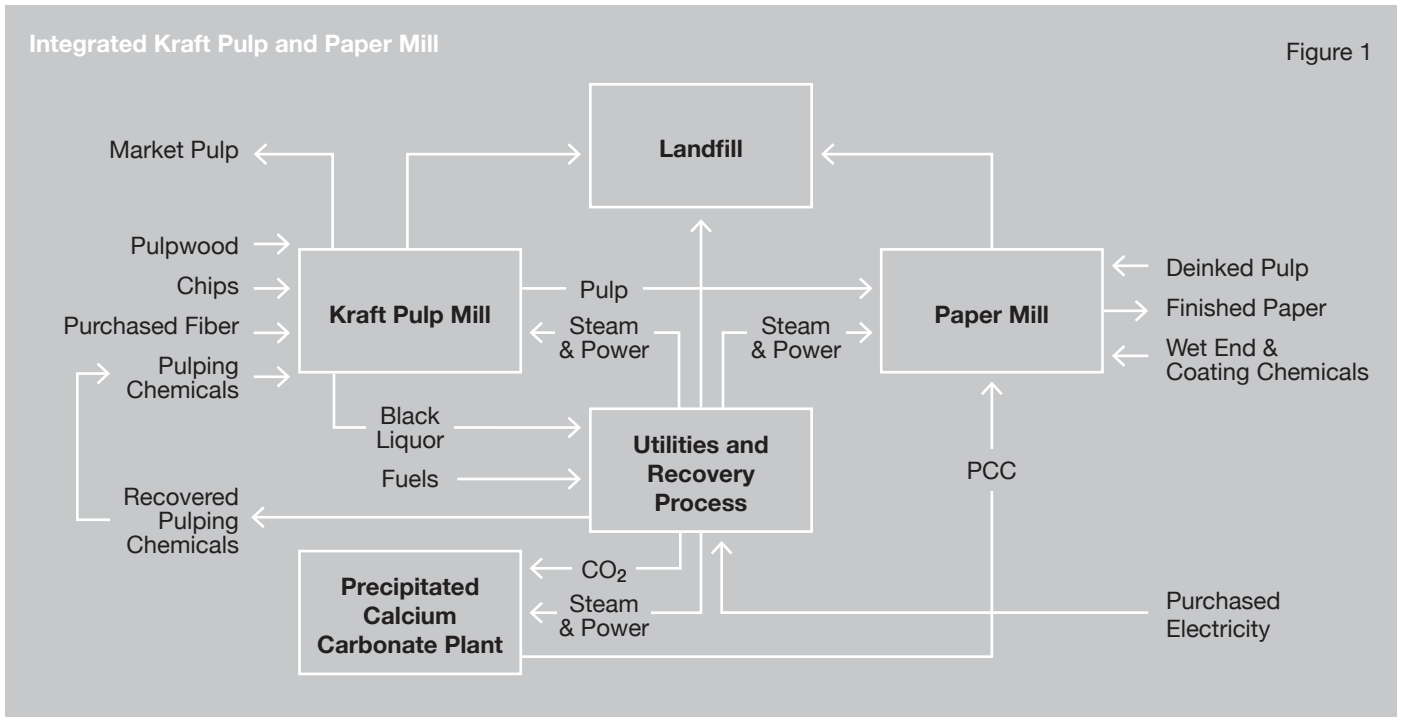 Integrated Kraft Pulp and Paper Mill
Figure 1
Landfill
Market Pulp
Pulpwood
Chips
Purchased Fiber
Pulping
Chemicals
Kraft Pulp Mill
Pulp
Steam
& Power
Steam
& Power
Paper Mill
Deinked Pulp
Finished Paper
Wet End &
Coating Chemicals
Black
Liquor
Fuels
Utilities and
Recovery
Process
PCC
Recovered
Pulping
Chemicals
Precipitated
Calcium
Carbonate Plant
CO₂
Steam
& Power
Purchased
Electricity